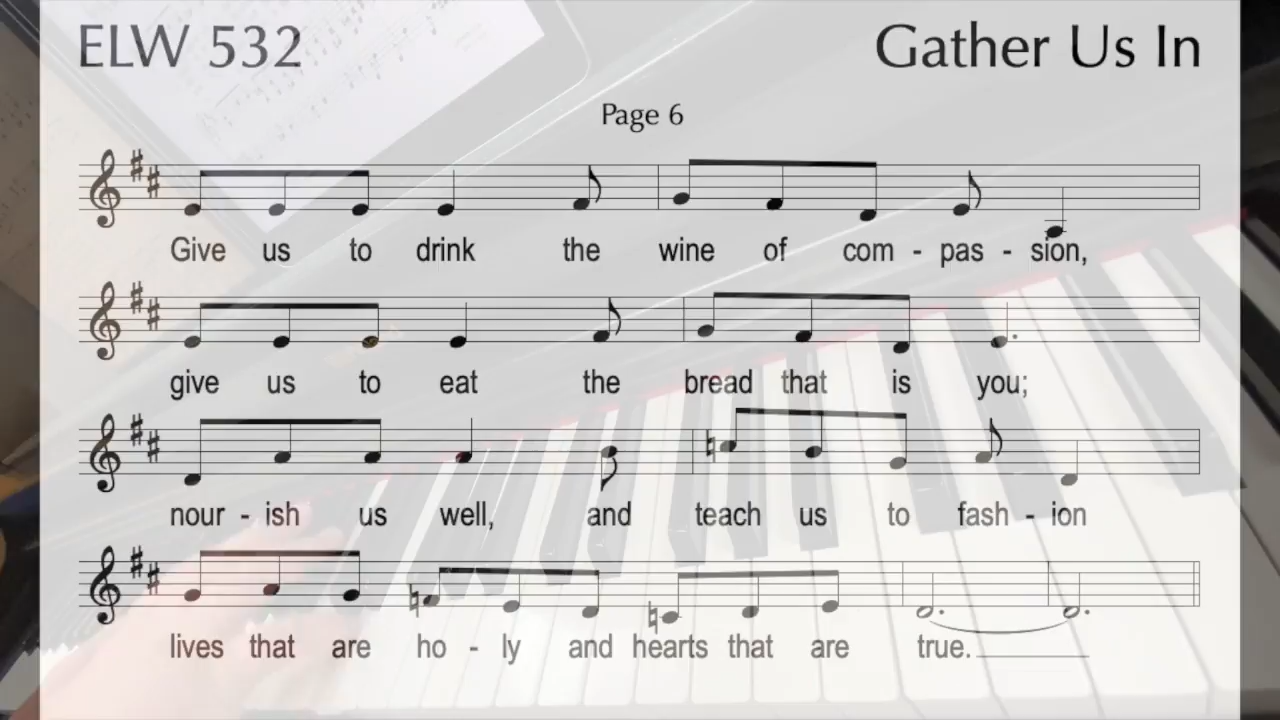 ELW 532
Gather Us In
Page 6
Give us to drink the wine of com - pas - sion,
give us to eat the bread that is you;
nour - ish us well, and teach us to fash - ion
lives that are ho - ly and hearts that are true.